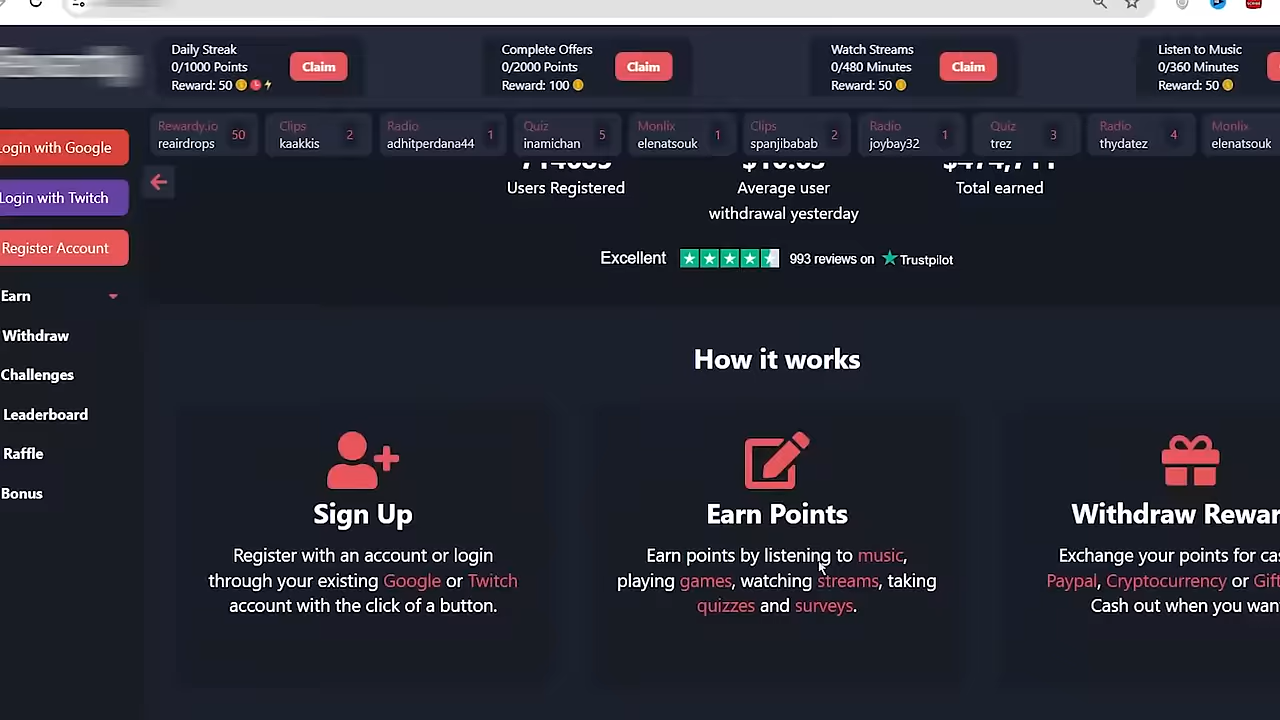 Daily Streak
0/1000 Points
Reward: 50
Claim
Complete Offers
0/2000 Points
Reward: 100
Claim
Watch Streams
0/480 Minutes
Reward: 50
Claim
Listen to Music
0/360 Minutes
Reward: 50
Rewardy.io
reairdrops
50
Clips
kaakkis
2
Radio
adhitperdana44
1
Quiz
inamichan
5
Monlix
elenatsouk
1
Clips
spanjibabab
2
Radio
joybay32
1
Quiz
trez
3
Radio
thydatez
4
Monlix
elenatsouk
Login with Google
Login with Twitch
Register Account
Earn
Withdraw
Challenges
Leaderboard
Raffle
Bonus
Users Registered
Average user
withdrawal yesterday
Total earned
Excellent 993 reviews on Trustpilot
How it works
Sign Up
Register with an account or login
through your existing Google or Twitch
account with the click of a button.
Earn Points
Earn points by listening to music,
playing games, watching streams, taking
quizzes and surveys.
Withdraw Rewar
Exchange your points for cas
Paypal, Cryptocurrency or Gift
Cash out when you want